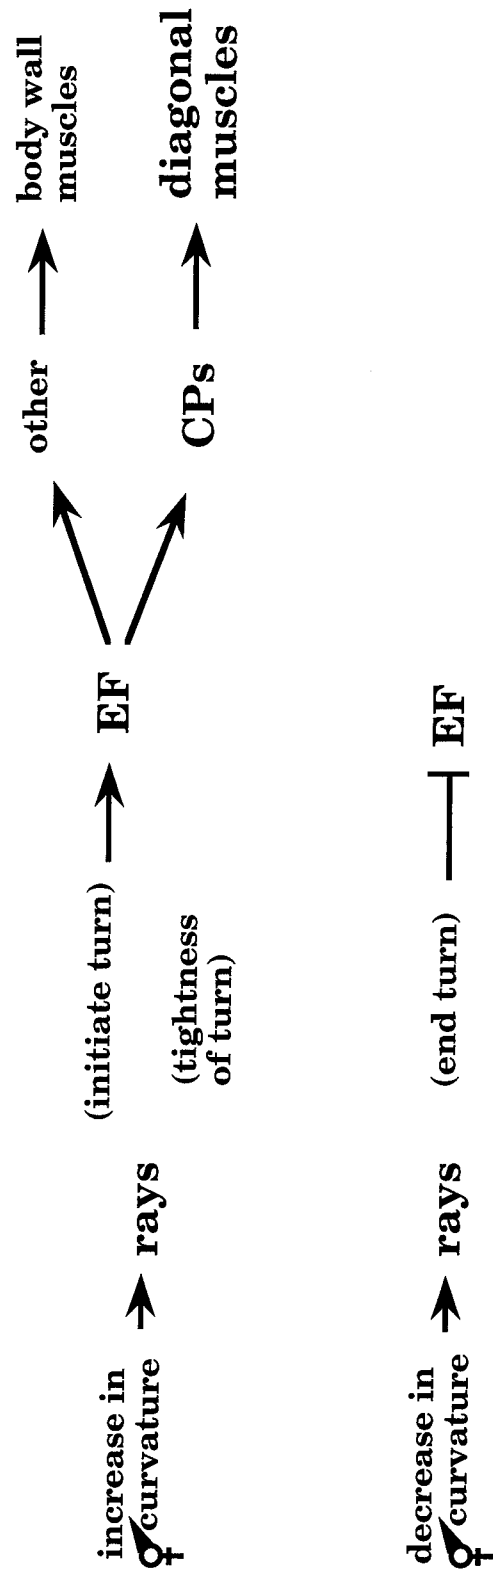 increase in
curvature
rays
(initiate turn)
(tightness
of turn)
EF
other
body wall
muscles
CPs
diagonal
muscles
decrease in
curvature
rays
(end turn)
EF